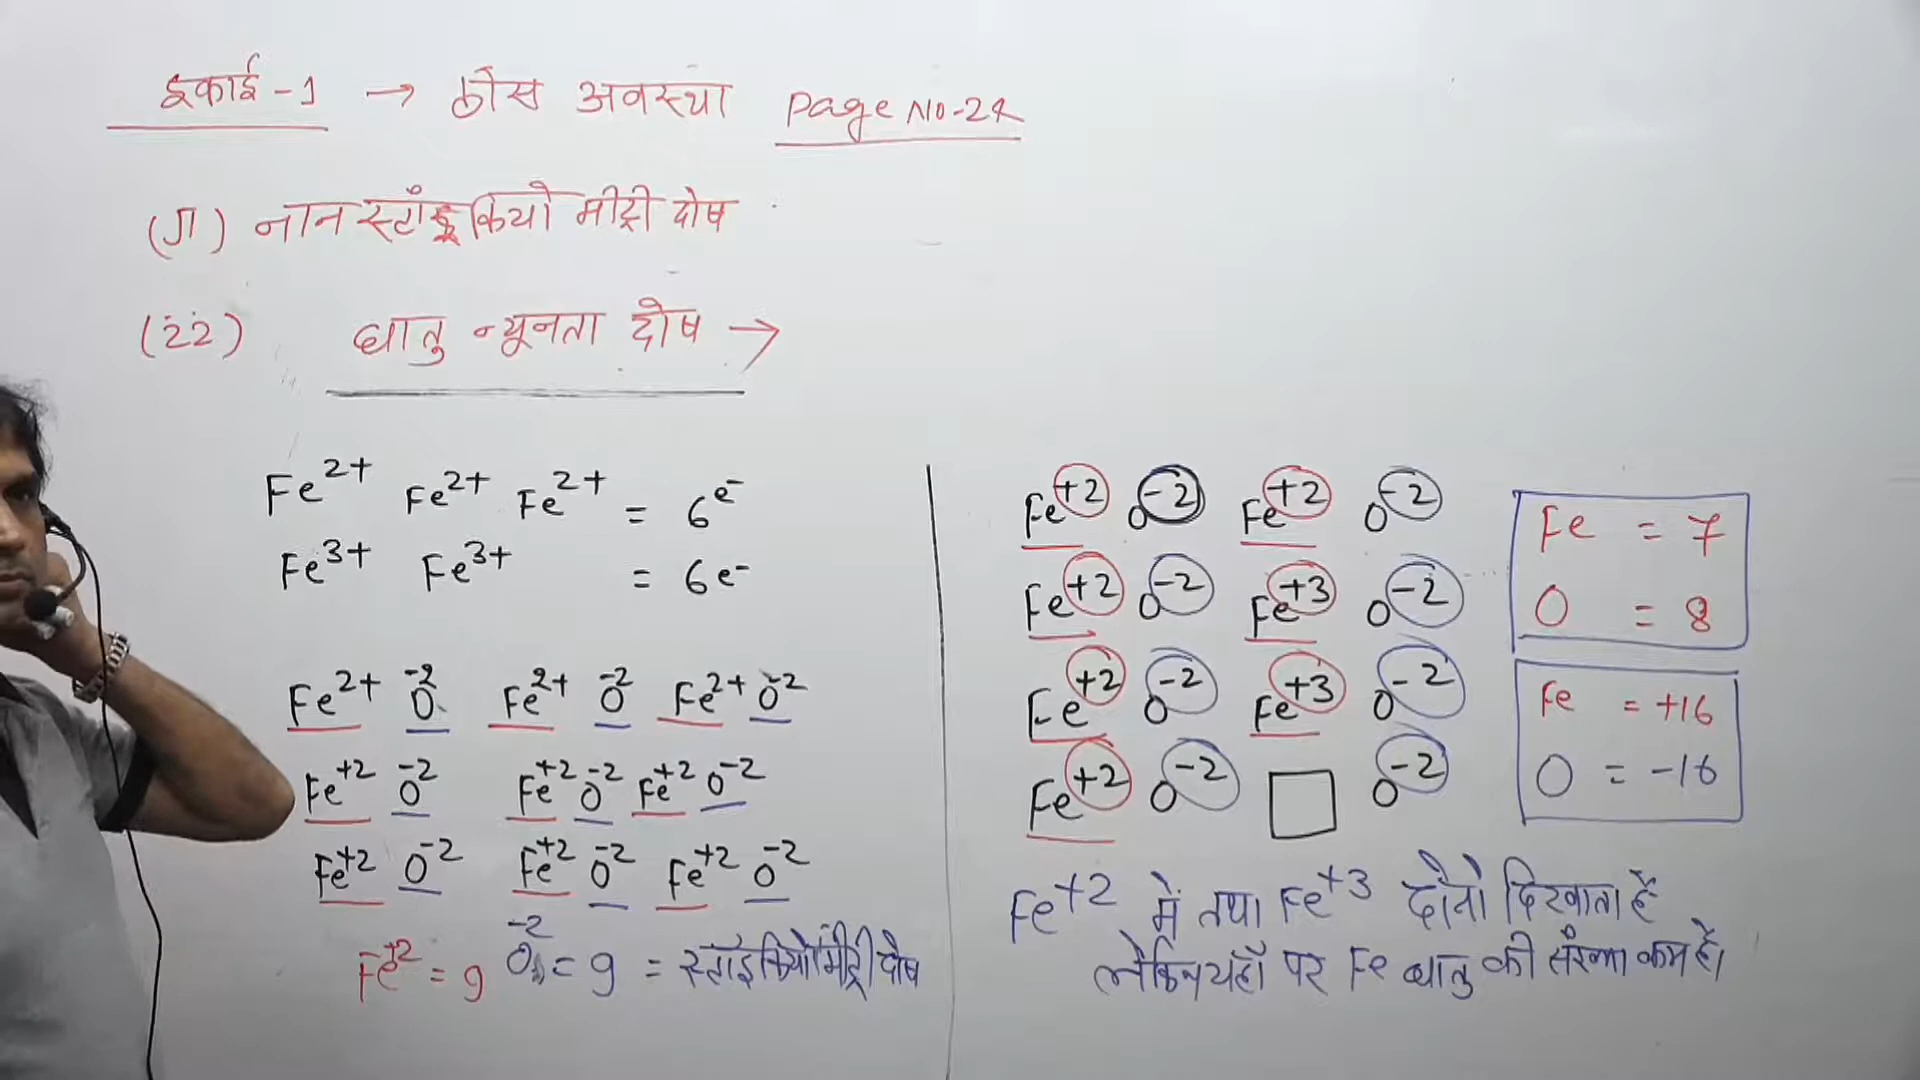 इकाई-1 → ठोस अवस्था Page No-24
(ग) नान स्टांइकियो मीट्री दोष
(ii) धातु न्यूनता दोष →
Fe2+ Fe2+ Fe2+ = 6e-
Fe3+ Fe3+ = 6e-
Fe2+ O-2 Fe2+ O-2 Fe2+ O-2
Fe+2 O-2 Fe+2 O-2 Fe+2 O-2
Fe+2 O-2 Fe+2 O-2 Fe+2 O-2
Fe+2 = 9 O-2 = 9 = स्टाइकियोमीट्री दोष
Fe+2 O-2 Fe+2 O-2
Fe+2 O-2 Fe+3 O-2
Fe+2 O-2 Fe+3 O-2
Fe+2 O-2 □ O-2
Fe = 7
O = 8
Fe = +16
O = -16
Fe+2 में तथा Fe+3 दोनो दिखाता है
लेकिन यहाँ पर Fe धातु की संख्या कम है।